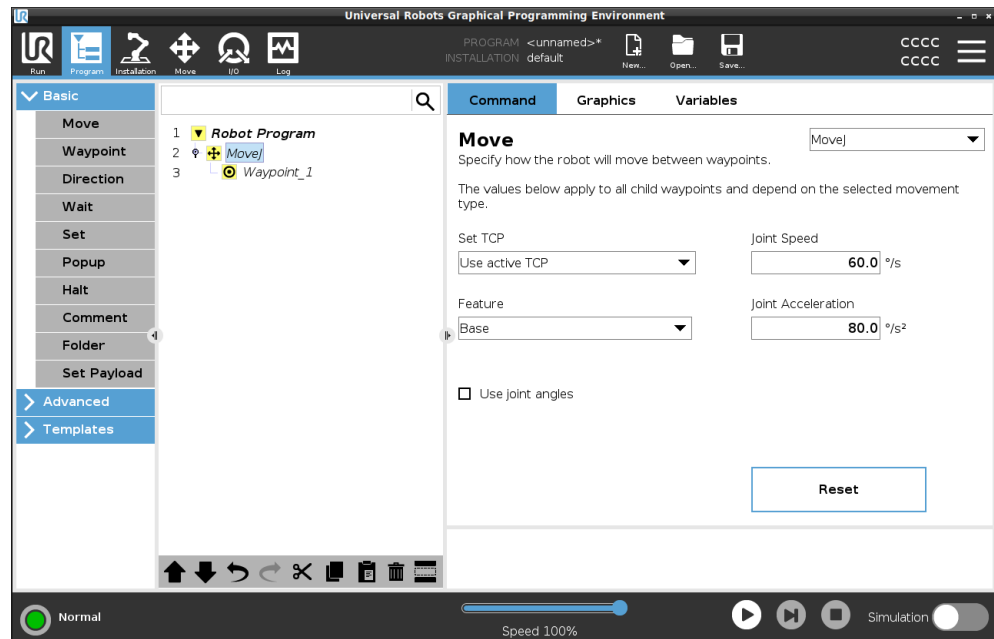 Universal Robots Graphical Programming Environment
UR
Run
Program
Installation
Move
I/O
Log
PROGRAM <unnamed>*
INSTALLATION default
New...
Open...
Save...
CCCC
CCCC
Basic
Move
Waypoint
Direction
Wait
Set
Popup
Halt
Comment
Folder
Set Payload
Advanced
Templates
1 Robot Program
2 MoveJ
3 Waypoint_1
Command Graphics Variables
Move
MoveJ
Specify how the robot will move between waypoints.
The values below apply to all child waypoints and depend on the selected movement
type.
Set TCP
Joint Speed
Use active TCP
60.0 °/s
Feature
Joint Acceleration
Base
80.0 °/s²
Use joint angles
Reset
Normal
Speed 100%
Simulation